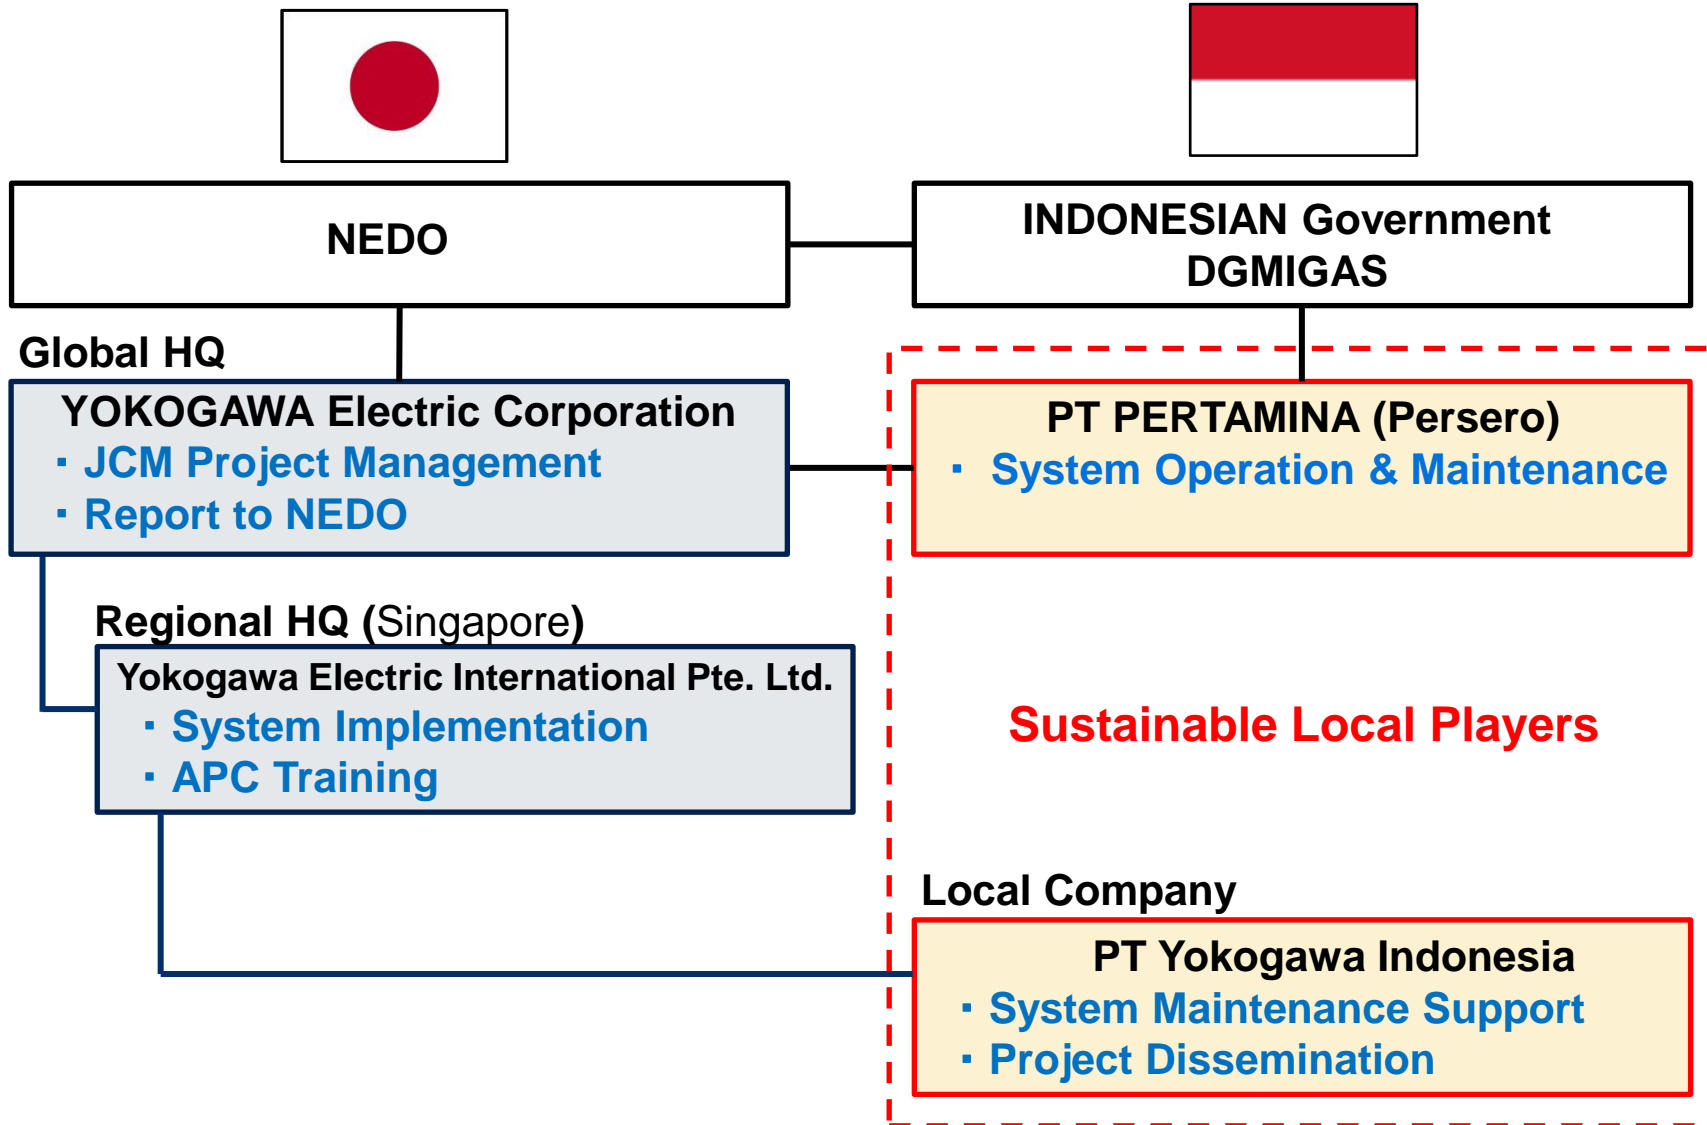 NEDO
INDONESIAN Government
DGMIGAS
Global HQ
YOKOGAWA Electric Corporation
・JCM Project Management
・Report to NEDO
PT PERTAMINA (Persero)
・ System Operation & Maintenance
Regional HQ (Singapore)
Yokogawa Electric International Pte. Ltd.
・System Implementation
・APC Training
Sustainable Local Players
Local Company
PT Yokogawa Indonesia
・System Maintenance Support
・Project Dissemination